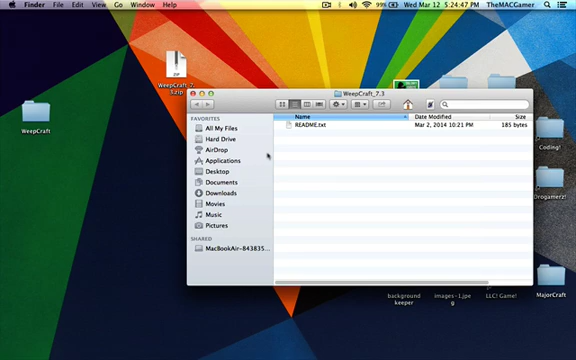 Finder File Edit View Go Window Help 99% Wed Mar 12 5:24:47 PM TheMACGamer
ZIP
WeepCraft_7.
WeepCraft
WeepCraft_7.3
FAVORITES
All My Files
Hard Drive
AirDrop
Applications
Desktop
Documents
Downloads
Movies
Music
Pictures
SHARED
MacBookAir-843835...
Name Date Modified Size
README.txt Mar 2, 2014 10:21 PM 185 bytes
Coding!
Drogamerz!
background
keeper
images-1.jpe
g
LLC! Game!
MajorCraft